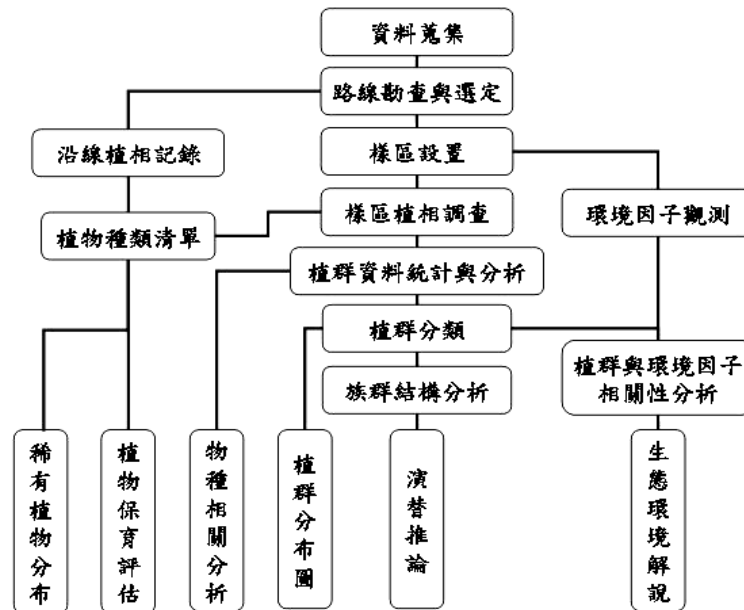 資料蒐集
路線勘查與選定
沿線植相記錄
樣區設置
樣區植相調查
環境因子觀測
植物種類清單
植群資料統計與分析
植群分類
植群與環境因子
相關性分析
族群結構分析
稀有植物分布
植物保育評估
物種相關分析
植群分布圖
演替推論
生態環境解說